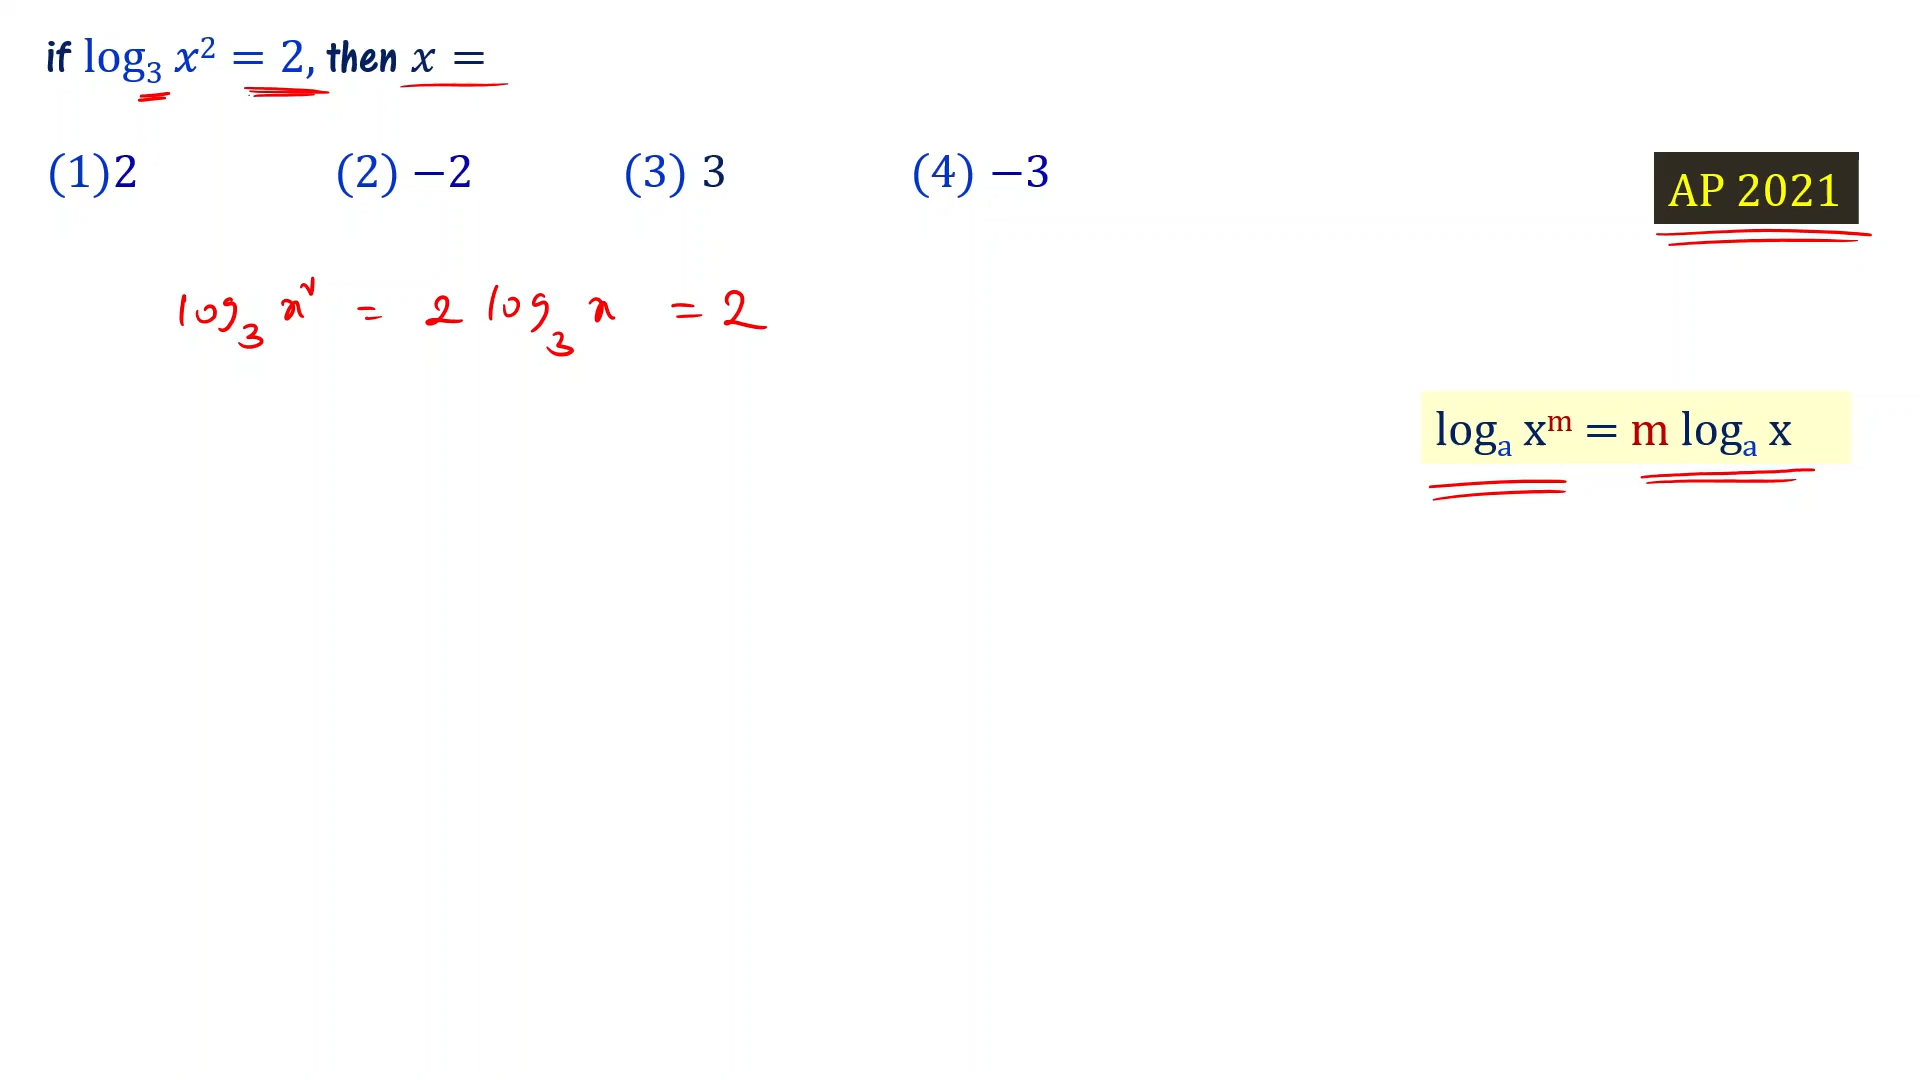 if log₃ x² = 2, then x =
(1)2 (2) −2 (3) 3 (4) −3
AP 2021
log₃ x² = 2 log₃ x = 2
logₐ xᵐ = m logₐ x